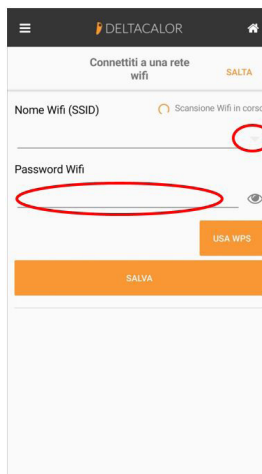 DELTACALOR
Connettiti a una rete
wifi
SALTA
Nome Wifi (SSID)
Scansione Wifi in corso
Password Wifi
USA WPS
SALVA